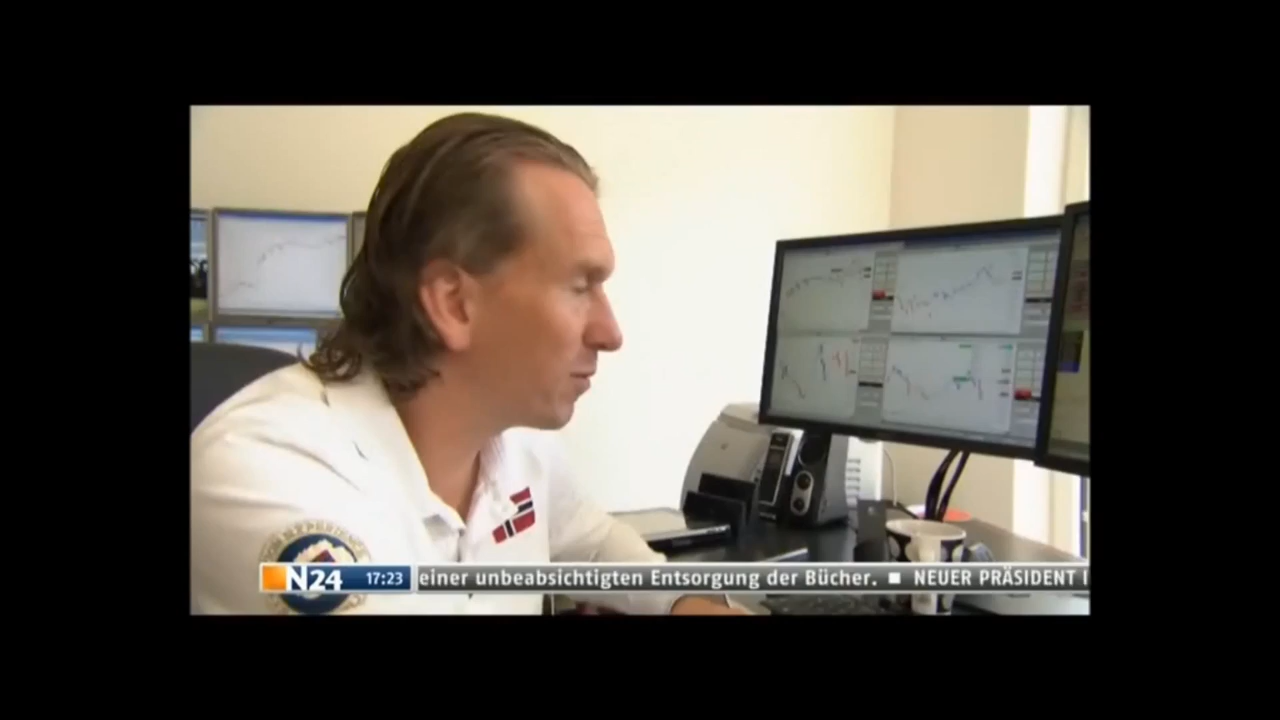 N24 17:23 einer unbeabsichtigten Entsorgung der Bücher. ■ NEUER PRÄSIDENT